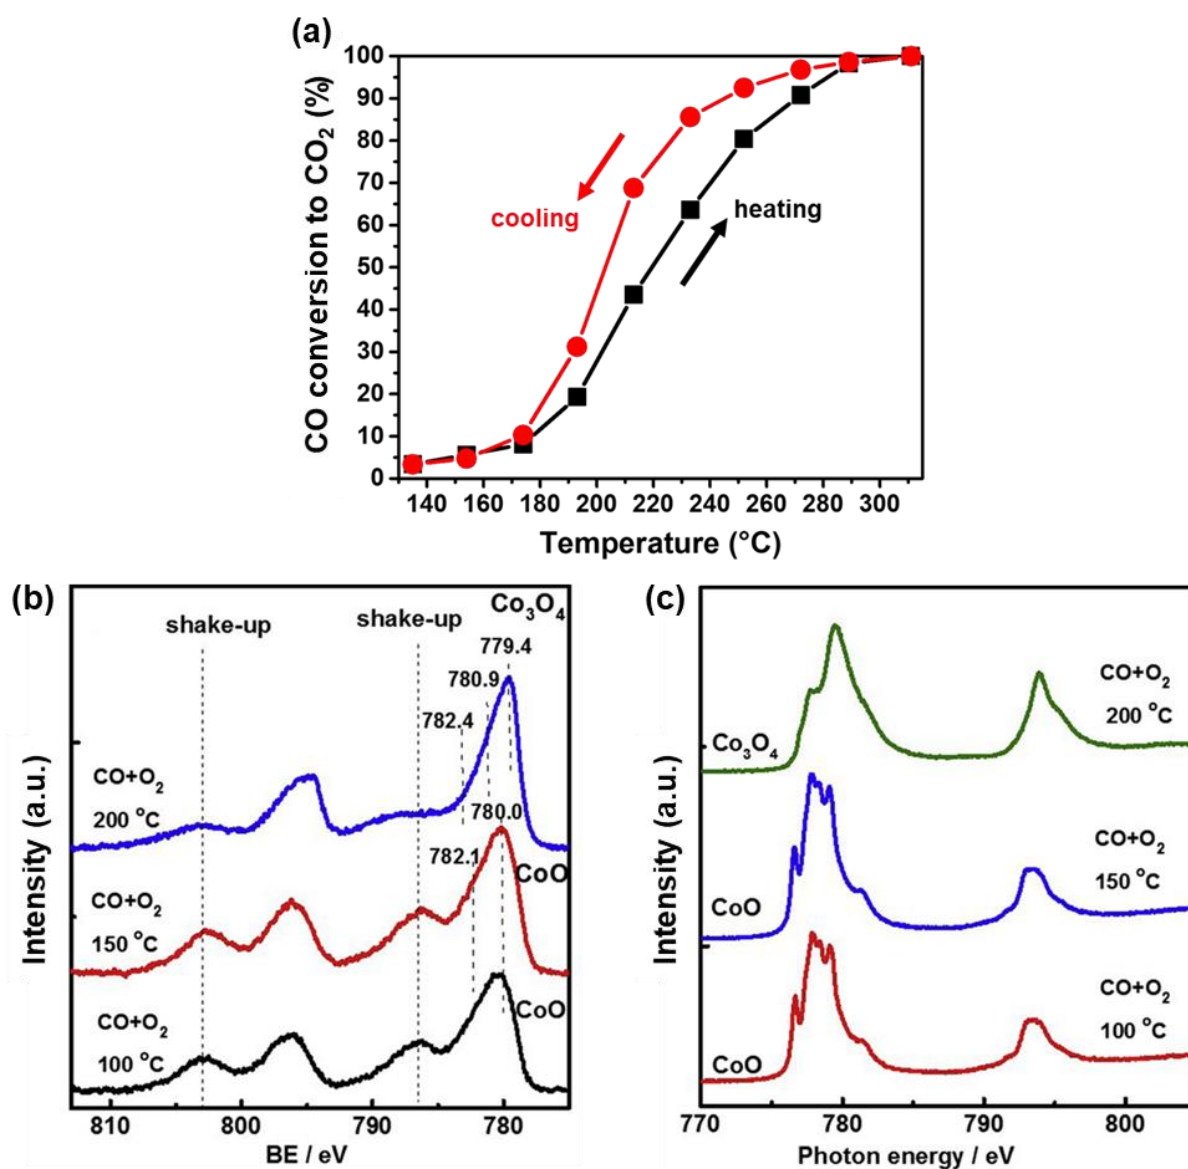 (a)
CO conversion to CO₂ (%)
100
90
80
70
60
50
40
30
20
10
0
cooling
heating
140 160 180 200 220 240 260 280 300
Temperature (°C)
(b)
Intensity (a.u.)
shake-up
shake-up
Co₃O₄
779.4
780.9
782.4
CO+O₂
200 °C
780.0
782.1
CoO
CO+O₂
150 °C
CoO
CO+O₂
100 °C
810 800 790 780
BE / eV
(c)
Intensity (a.u.)
CO+O₂
200 °C
Co₃O₄
CO+O₂
150 °C
CoO
CO+O₂
100 °C
CoO
770 780 790 800
Photon energy / eV